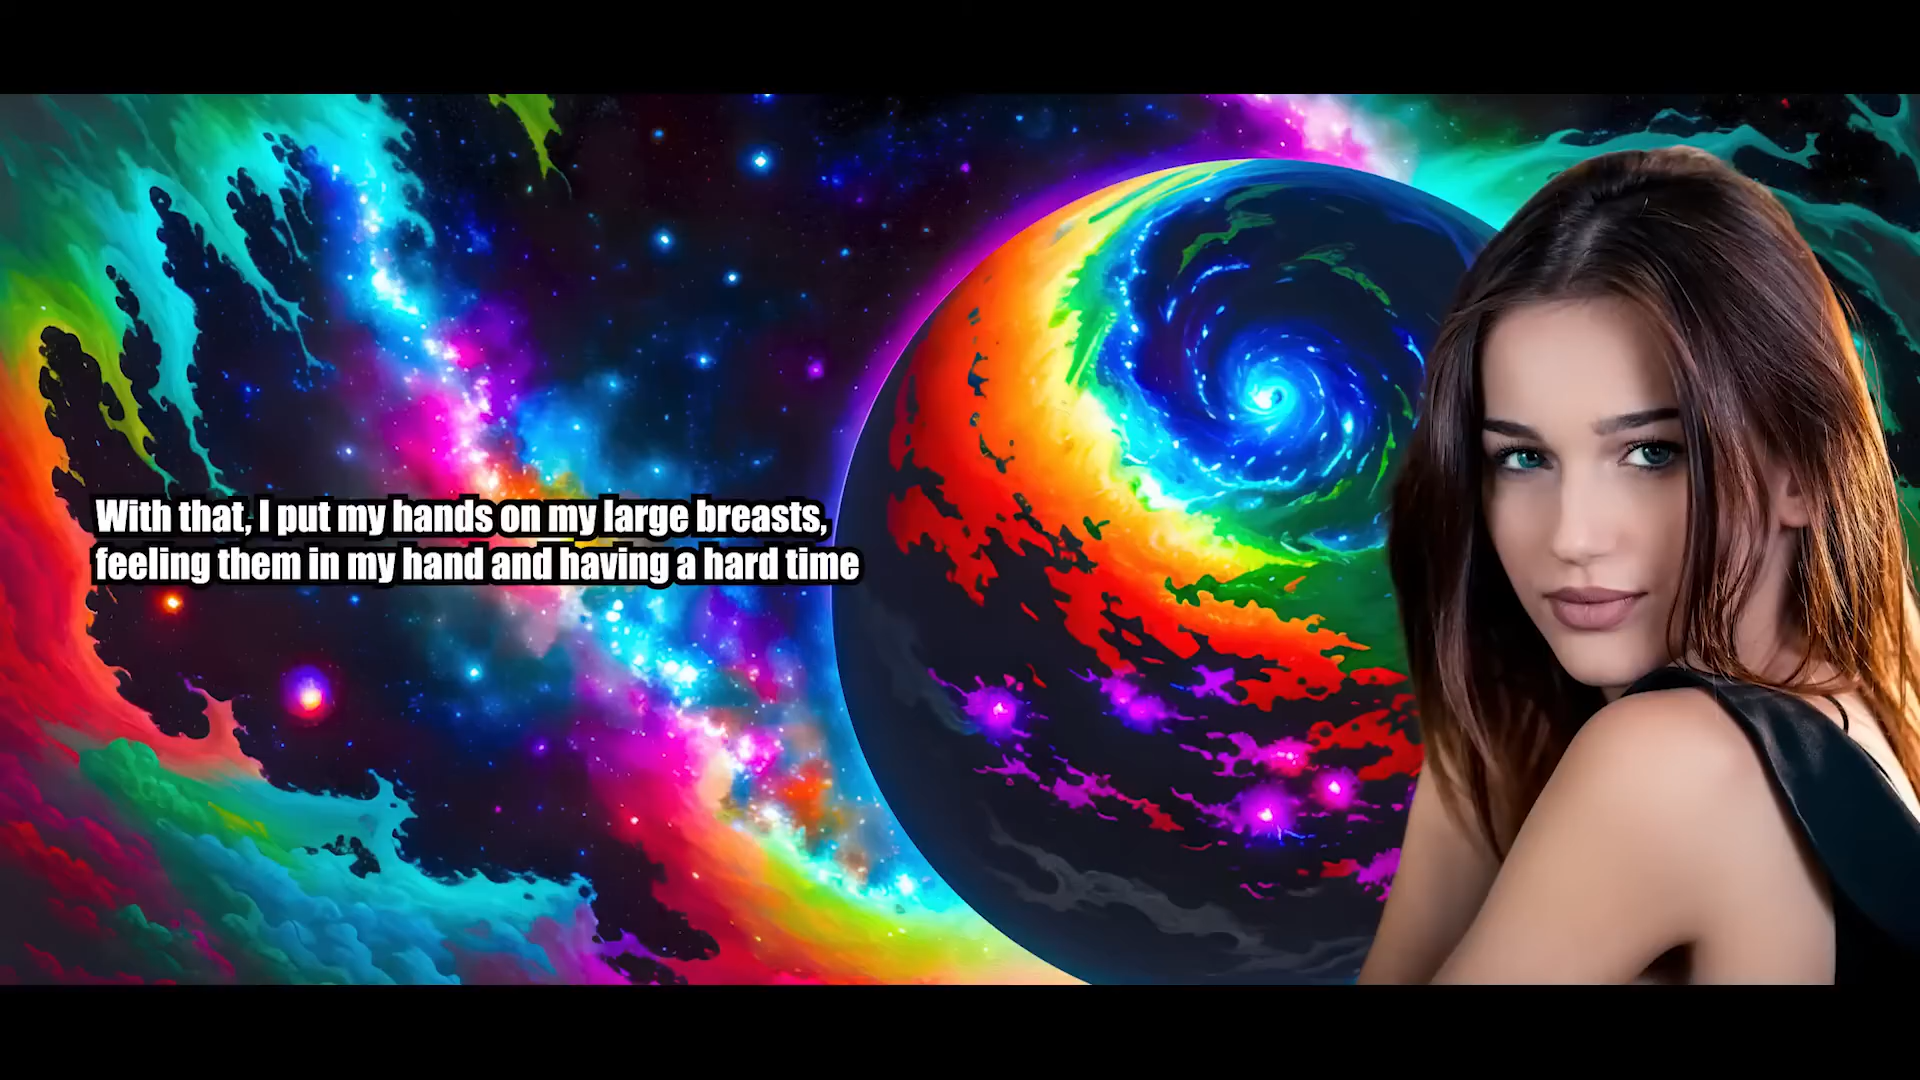 With that, I put my hands on my large breasts,
feeling them in my hand and having a hard time